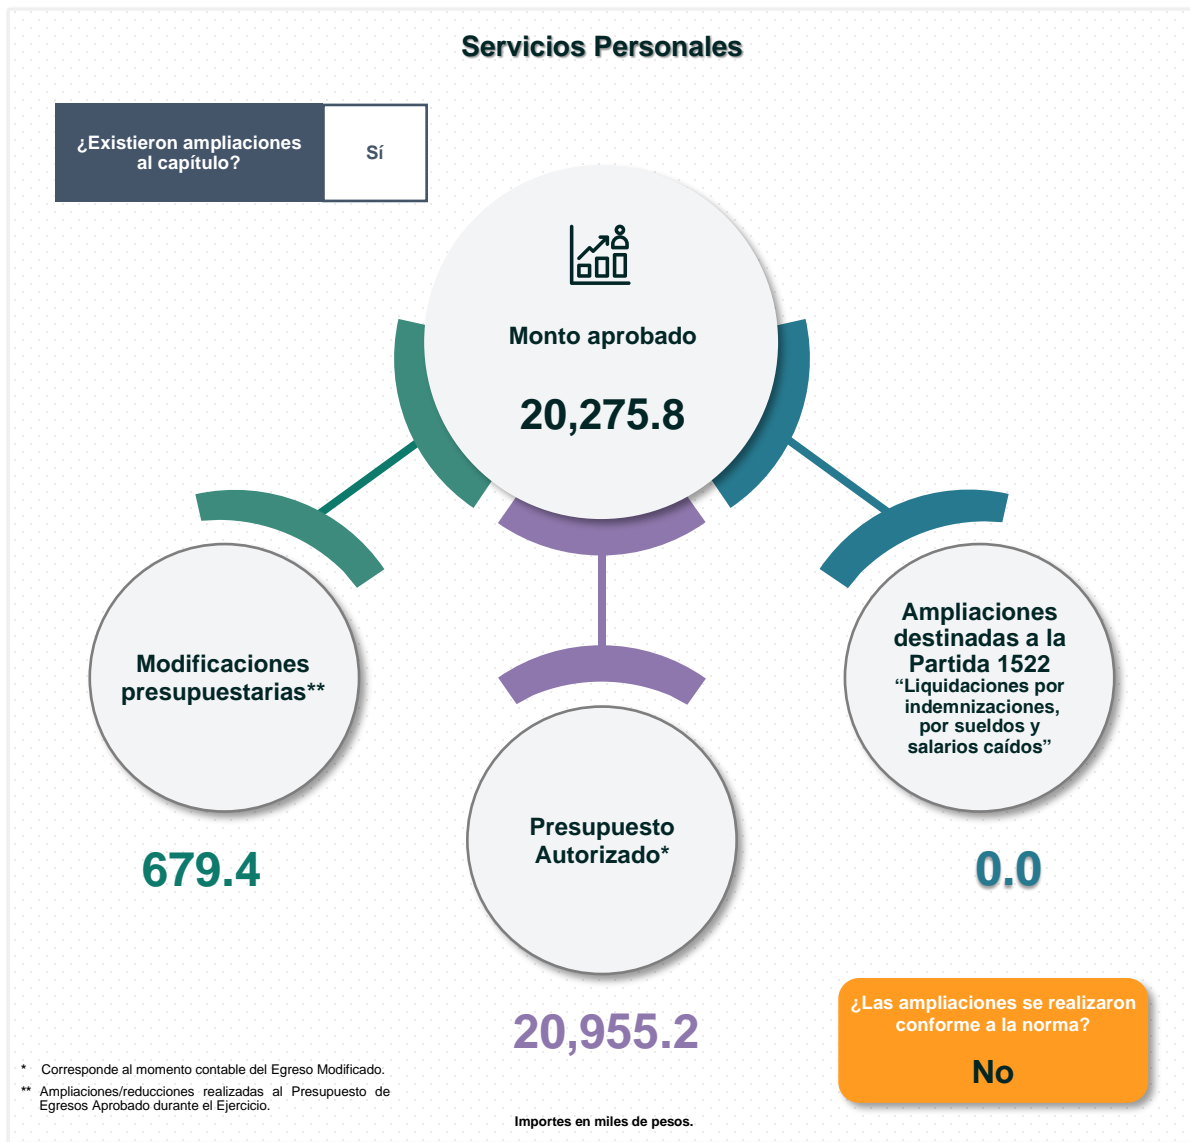 Servicios Personales
¿Existieron ampliaciones
al capítulo?
Sí
Monto aprobado
20,275.8
Modificaciones
presupuestarias**
679.4
Presupuesto
Autorizado*
20,955.2
Ampliaciones
destinadas a la
Partida 1522
“Liquidaciones por
indemnizaciones,
por sueldos y
salarios caídos”
0.0
¿Las ampliaciones se realizaron
conforme a la norma?
No
* Corresponde al momento contable del Egreso Modificado.
** Ampliaciones/reducciones realizadas al Presupuesto de
Egresos Aprobado durante el Ejercicio.
Importes en miles de pesos.